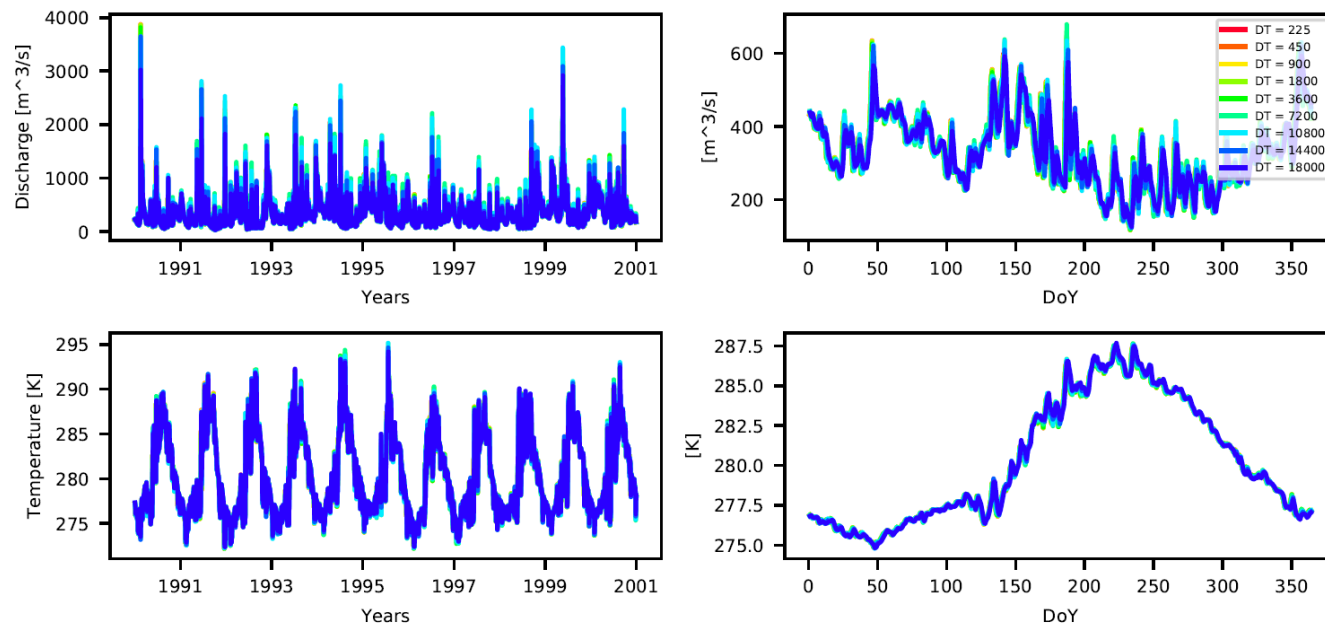 4000
3000
2000
1000
0
Discharge [m^3/s]
1991 1993 1995 1997 1999 2001
Years
600
400
200
[m^3/s]
0 50 100 150 200 250 300 350
DoY
DT = 225
DT = 450
DT = 900
DT = 1800
DT = 3600
DT = 7200
DT = 10800
DT = 14400
DT = 18000
295
290
285
280
275
Temperature [K]
1991 1993 1995 1997 1999 2001
Years
287.5
285.0
282.5
280.0
277.5
275.0
[K]
0 50 100 150 200 250 300 350
DoY